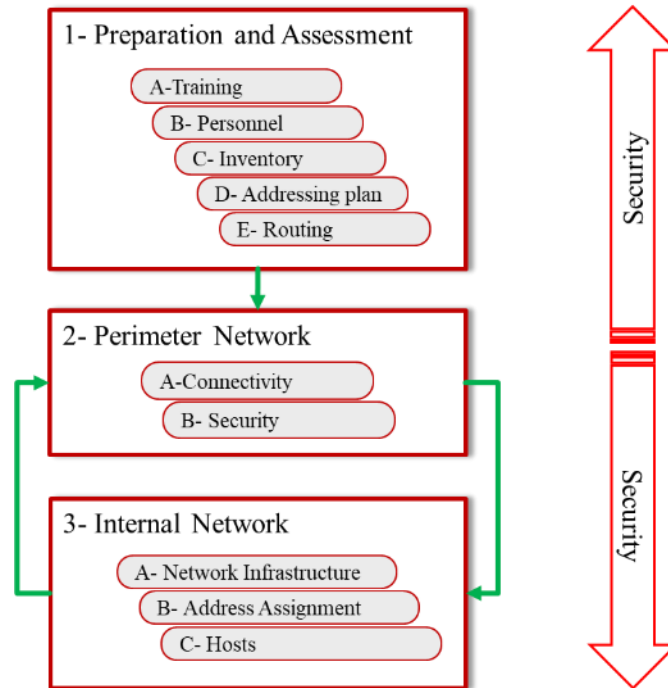 1- Preparation and Assessment
A-Training
B- Personnel
C- Inventory
D- Addressing plan
E- Routing
Security
2- Perimeter Network
A-Connectivity
B- Security
3- Internal Network
A- Network Infrastructure
B- Address Assignment
C- Hosts
Security